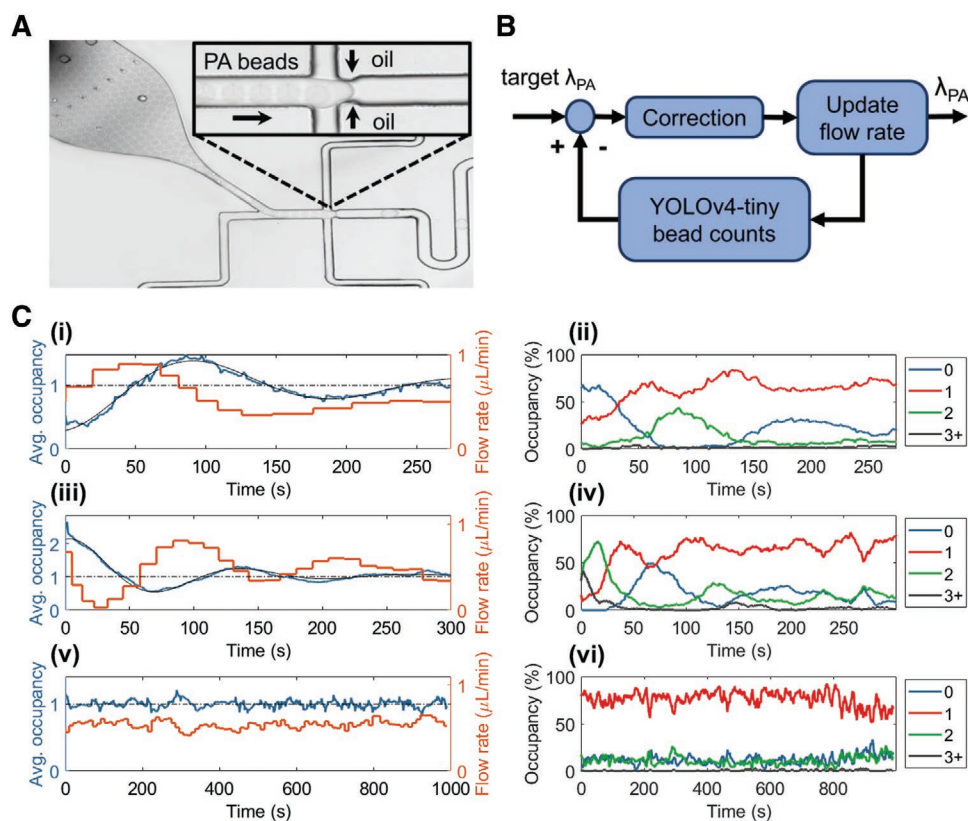 A
PA beads
oil
oil
B
target λPA
+
-
Correction
Update
flow rate
λPA
YOLOv4-tiny
bead counts
C
(i)
Avg. occupancy
1
0
1
0
Flow rate (μL/min)
0 50 100 150 200 250
Time (s)
(ii)
Occupancy (%)
100
50
0
0 50 100 150 200 250
Time (s)
0
1
2
3+
(iii)
Avg. occupancy
2
1
0
1
0
Flow rate (μL/min)
0 50 100 150 200 250 300
Time (s)
(iv)
Occupancy (%)
100
50
0
0 50 100 150 200 250
Time (s)
0
1
2
3+
(v)
Avg. occupancy
1
0
1
0
Flow rate (μL/min)
0 200 400 600 800 1000
Time (s)
(vi)
Occupancy (%)
100
50
0
0 200 400 600 800
Time (s)
0
1
2
3+